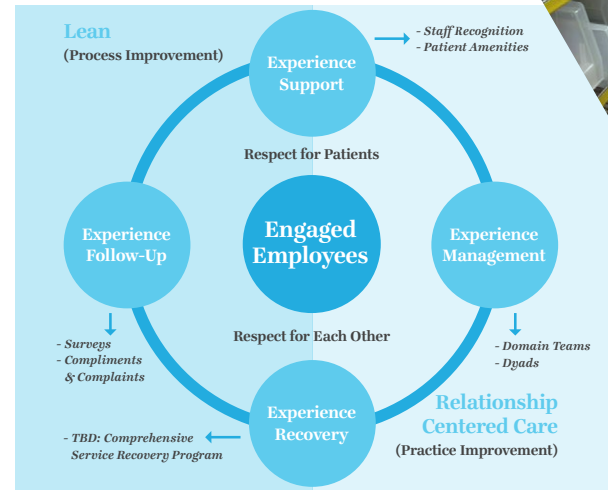 Lean
(Process Improvement)
Experience
Support
- Staff Recognition
- Patient Amenities
Respect for Patients
Experience
Follow-Up
Engaged
Employees
Experience
Management
- Surveys
- Compliments
& Complaints
Respect for Each Other
- Domain Teams
- Dyads
Experience
Recovery
- TBD: Comprehensive
Service Recovery Program
Relationship
Centered Care
(Practice Improvement)